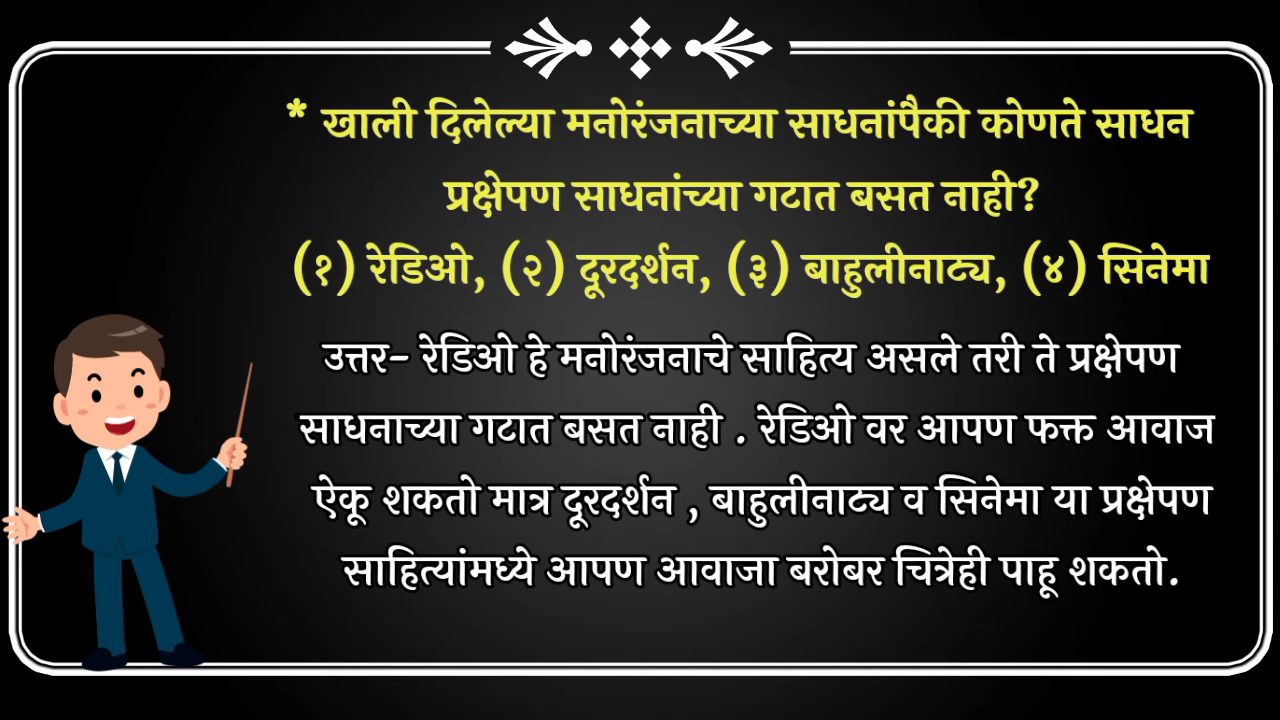 * खाली दिलेल्या मनोरंजनाच्या साधनांपैकी कोणते साधन
प्रक्षेपण साधनांच्या गटात बसत नाही?
(१) रेडिओ, (२) दूरदर्शन, (३) बाहुलीनाट्य, (४) सिनेमा
उत्तर- रेडिओ हे मनोरंजनाचे साहित्य असले तरी ते प्रक्षेपण
साधनाच्या गटात बसत नाही . रेडिओ वर आपण फक्त आवाज
ऐकू शकतो मात्र दूरदर्शन , बाहुलीनाट्य व सिनेमा या प्रक्षेपण
साहित्यांमध्ये आपण आवाजा बरोबर चित्रेही पाहू शकतो.